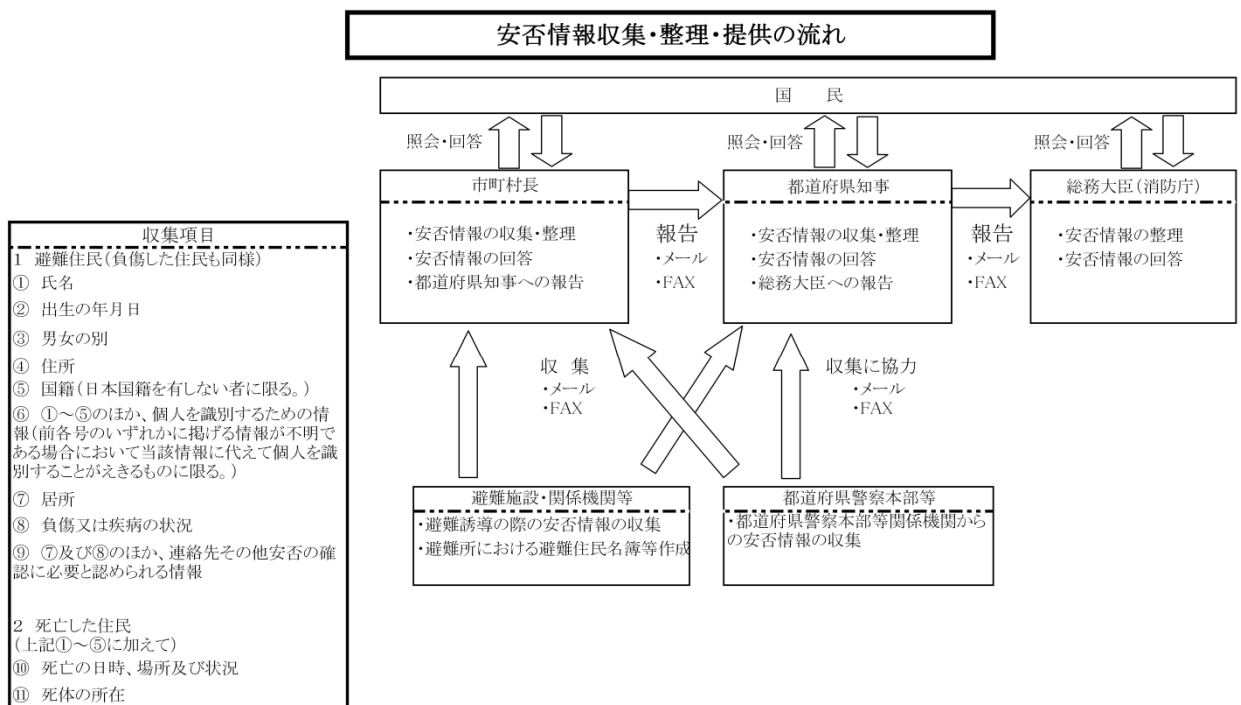 安否情報収集・整理・提供の流れ
国　　民
照会・回答
照会・回答
照会・回答
市町村長
・安否情報の収集・整理
・安否情報の回答
・都道府県知事への報告
報告
・メール
・FAX
都道府県知事
・安否情報の収集・整理
・安否情報の回答
・総務大臣への報告
報告
・メール
・FAX
総務大臣(消防庁)
・安否情報の整理
・安否情報の回答
収　集
・メール
・FAX
収集に協力
・メール
・FAX
避難施設・関係機関等
・避難誘導の際の安否情報の収集
・避難所における避難住民名簿等作成
都道府県警察本部等
・都道府県警察本部等関係機関から
の安否情報の収集
収集項目
1　避難住民(負傷した住民も同様)
①　氏名
②　出生の年月日
③　男女の別
④　住所
⑤　国籍(日本国籍を有しない者に限る。)
⑥　①～⑤のほか、個人を識別するための情
報(前各号のいずれかに掲げる情報が不明で
ある場合において当該情報に代えて個人を識
別することがえきるものに限る。)
⑦　居所
⑧　負傷又は疾病の状況
⑨　⑦及び⑧のほか、連絡先その他安否の確
認に必要と認められる情報
2　死亡した住民
(上記①～⑤に加えて)
⑩　死亡の日時、場所及び状況
⑪　死体の所在